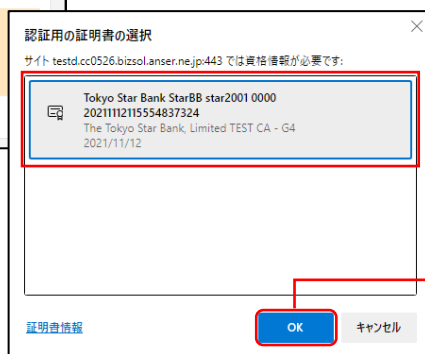 認証用の証明書の選択
サイト testd.cc0526.bizsol.anser.ne.jp:443 では資格情報が必要です:
Tokyo Star Bank StarBB star2001 0000
20211112115554837324
The Tokyo Star Bank, Limited TEST CA - G4
2021/11/12
証明書情報
OK
キャンセル